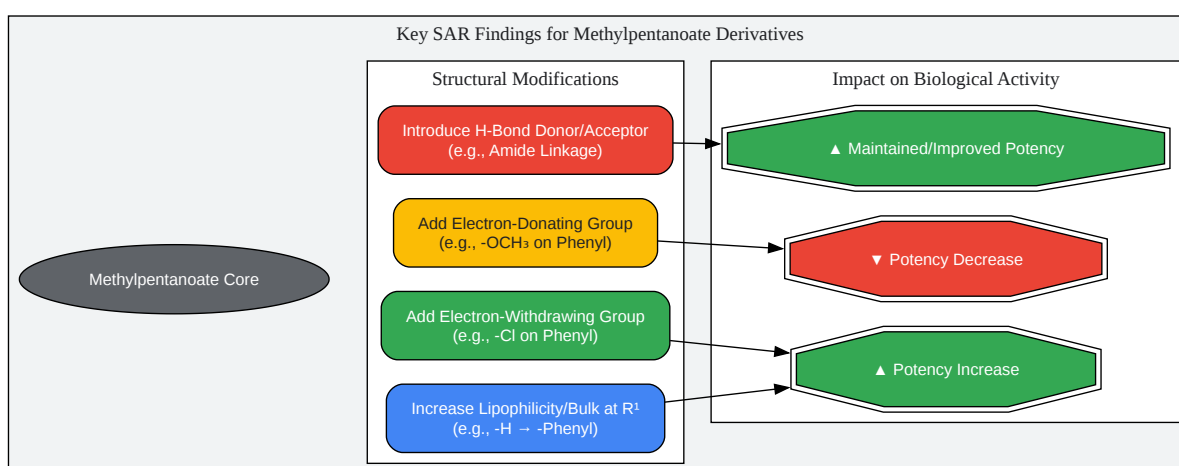 Key SAR Findings for Methylpentanoate Derivatives
Methylpentanoate Core
Structural Modifications
Introduce H-Bond Donor/Acceptor
(e.g., Amide Linkage)
Add Electron-Donating Group
(e.g., -OCH₃ on Phenyl)
Add Electron-Withdrawing Group
(e.g., -Cl on Phenyl)
Increase Lipophilicity/Bulk at R¹
(e.g., -H → -Phenyl)
Impact on Biological Activity
▲ Maintained/Improved Potency
▼ Potency Decrease
▲ Potency Increase